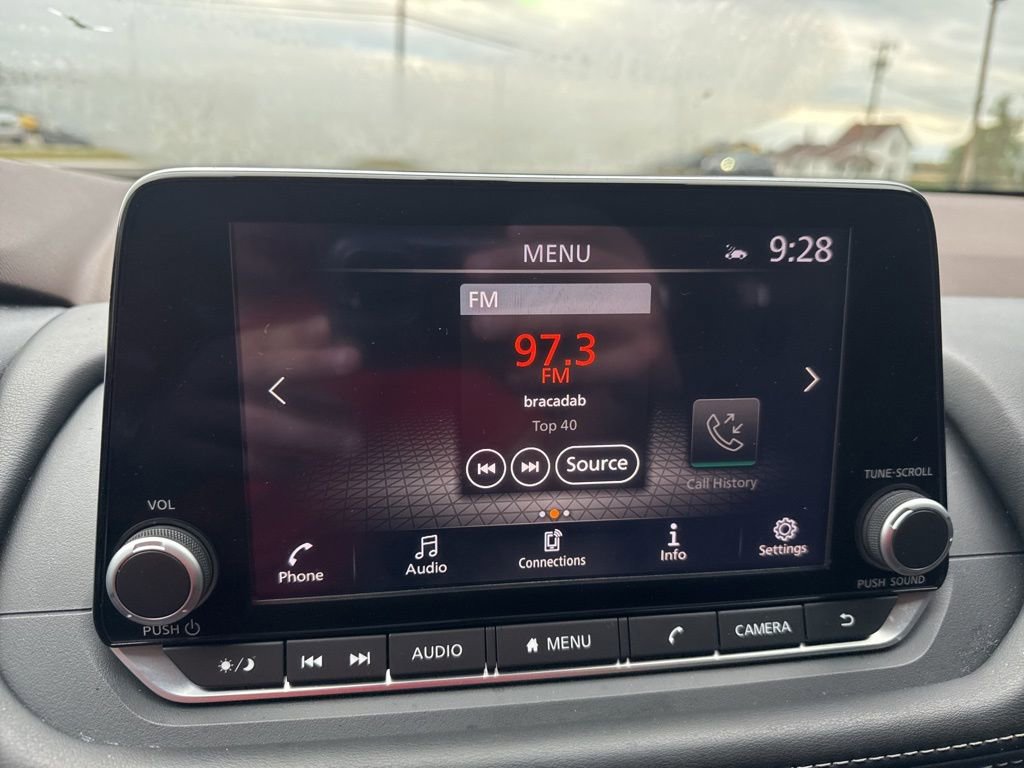 MENU
9:28
FM
97.3
FM
bracadab
Top 40
Source
Call History
Phone
Audio
Connections
Info
Settings
VOL
PUSH
TUNE·SCROLL
PUSH SOUND
AUDIO
MENU
CAMERA